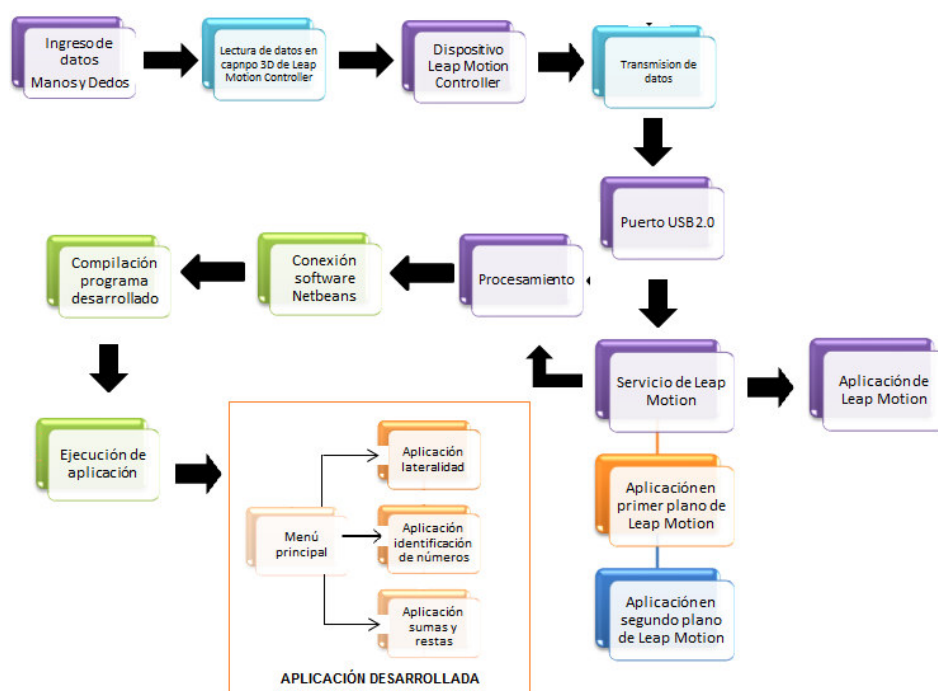 Ingreso de
datos
Manos y Dedos
Lectura de datos en
capnpo 3D de Leap
Motion Controller
Dispositivo
Leap Motion
Controller
Transmision de
datos
Puerto USB 2.0
Procesamiento
Conexión
software
Netbeans
Compilación
programa
desarrollado
Servicio de Leap
Motion
Aplicación de
Leap Motion
Ejecución de
aplicación
Aplicación en
primer plano de
Leap Motion
Aplicación en
segundo plano
de Leap Motion
Menú
principal
Aplicación
lateralidad
Aplicación
identificación
de números
Aplicación
sumas y
restas
APLICACIÓN DESARROLLADA